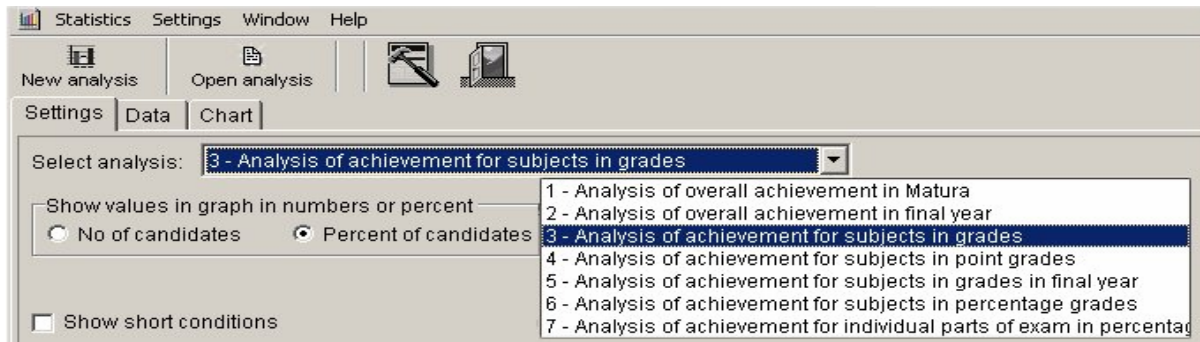 Statistics Settings Window Help
New analysis Open analysis
Settings Data Chart
Select analysis: 3 - Analysis of achievement for subjects in grades
1 - Analysis of overall achievement in Matura
Show values in graph in numbers or percent
2 - Analysis of overall achievement in final year
No of candidates Percent of candidates
3 - Analysis of achievement for subjects in grades
4 - Analysis of achievement for subjects in point grades
5 - Analysis of achievement for subjects in grades in final year
6 - Analysis of achievement for subjects in percentage grades
Show short conditions
7 - Analysis of achievement for individual parts of exam in percentag